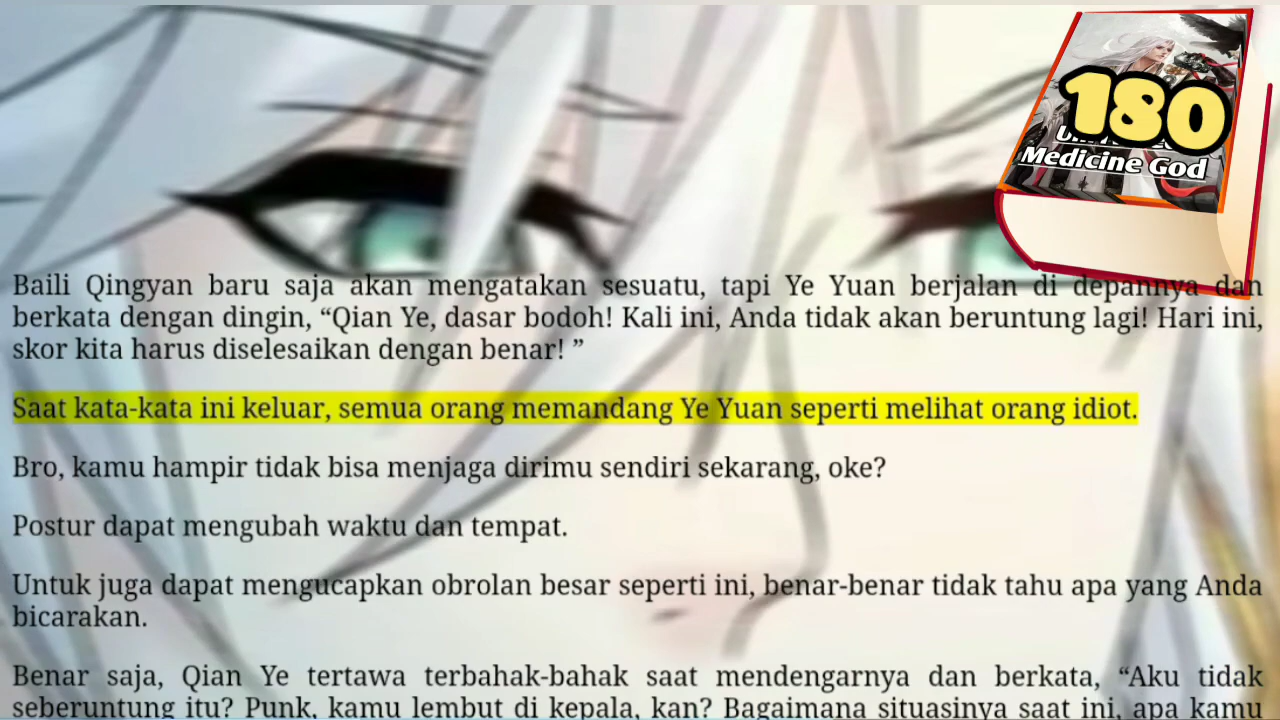 180
Medicine God
Baili Qingyan baru saja akan mengatakan sesuatu, tapi Ye Yuan berjalan di depannya dan
berkata dengan dingin, “Qian Ye, dasar bodoh! Kali ini, Anda tidak akan beruntung lagi! Hari ini,
skor kita harus diselesaikan dengan benar! ”
Saat kata-kata ini keluar, semua orang memandang Ye Yuan seperti melihat orang idiot.
Bro, kamu hampir tidak bisa menjaga dirimu sendiri sekarang, oke?
Postur dapat mengubah waktu dan tempat.
Untuk juga dapat mengucapkan obrolan besar seperti ini, benar-benar tidak tahu apa yang Anda
bicarakan.
Benar saja, Qian Ye tertawa terbahak-bahak saat mendengarnya dan berkata, “Aku tidak
seberuntung itu? Punk, kamu lembut di kepala, kan? Bagaimana situasinya saat ini, apa kamu